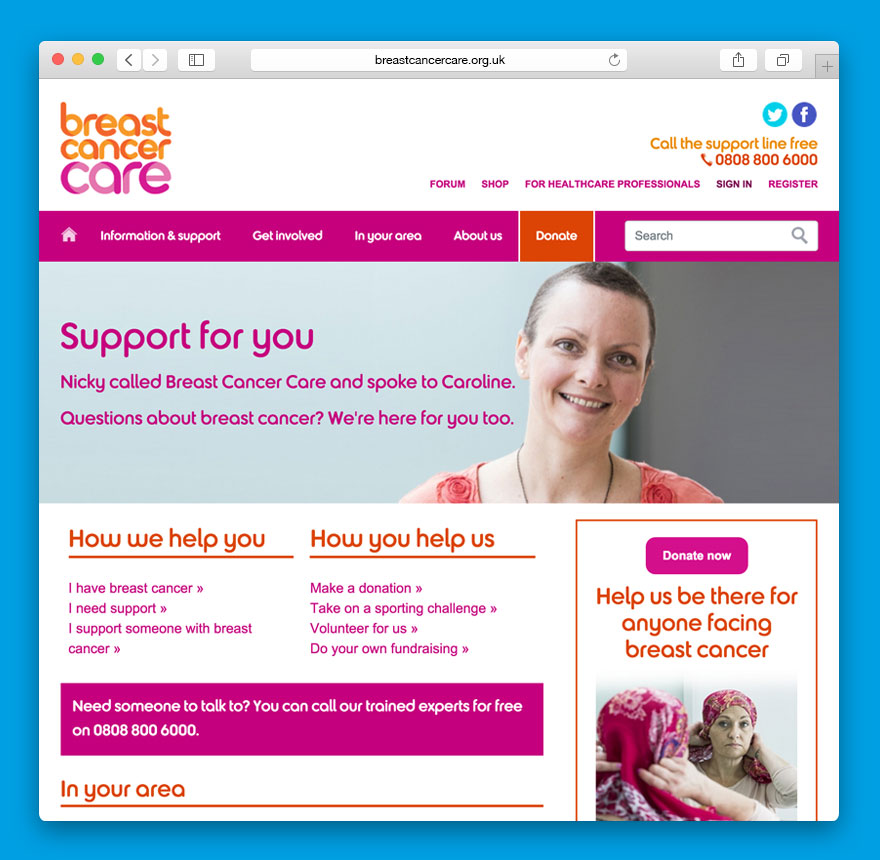 breastcancercare.org.uk
breast
cancer
care
Call the support line free
0808 800 6000
FORUM SHOP FOR HEALTHCARE PROFESSIONALS SIGN IN REGISTER
Information & support Get involved In your area About us Donate Search
Support for you
Nicky called Breast Cancer Care and spoke to Caroline.
Questions about breast cancer? We're here for you too.
How we help you
I have breast cancer »
I need support »
I support someone with breast
cancer »
How you help us
Make a donation »
Take on a sporting challenge »
Volunteer for us »
Do your own fundraising »
Need someone to talk to? You can call our trained experts for free
on 0808 800 6000.
In your area
Donate now
Help us be there for
anyone facing
breast cancer